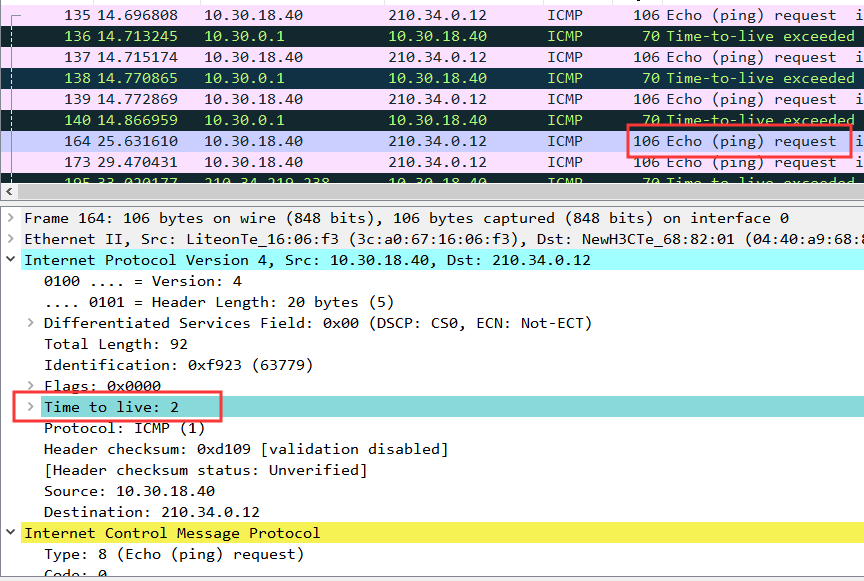 135 14.696808 10.30.18.40 210.34.0.12 ICMP 106 Echo (ping) request i
136 14.713245 10.30.0.1 10.30.18.40 ICMP 70 Time-to-live exceeded
137 14.715174 10.30.18.40 210.34.0.12 ICMP 106 Echo (ping) request i
138 14.770865 10.30.0.1 10.30.18.40 ICMP 70 Time-to-live exceeded
139 14.772869 10.30.18.40 210.34.0.12 ICMP 106 Echo (ping) request i
140 14.866959 10.30.0.1 10.30.18.40 ICMP 70 Time-to-live exceeded
164 25.631610 10.30.18.40 210.34.0.12 ICMP 106 Echo (ping) request i
173 29.470431 10.30.18.40 210.34.0.12 ICMP 106 Echo (ping) request i
195 33.020177 210.34.219.238 10.30.18.40 ICMP 70 Time-to-live exceeded
Frame 164: 106 bytes on wire (848 bits), 106 bytes captured (848 bits) on interface 0
Ethernet II, Src: LiteonTe_16:06:f3 (3c:a0:67:16:06:f3), Dst: NewH3CTe_68:82:01 (04:40:a9:68:8
Internet Protocol Version 4, Src: 10.30.18.40, Dst: 210.34.0.12
0100 .... = Version: 4
.... 0101 = Header Length: 20 bytes (5)
Differentiated Services Field: 0x00 (DSCP: CS0, ECN: Not-ECT)
Total Length: 92
Identification: 0xf923 (63779)
Flags: 0x0000
Time to live: 2
Protocol: ICMP (1)
Header checksum: 0xd109 [validation disabled]
[Header checksum status: Unverified]
Source: 10.30.18.40
Destination: 210.34.0.12
Internet Control Message Protocol
Type: 8 (Echo (ping) request)
Code: 0